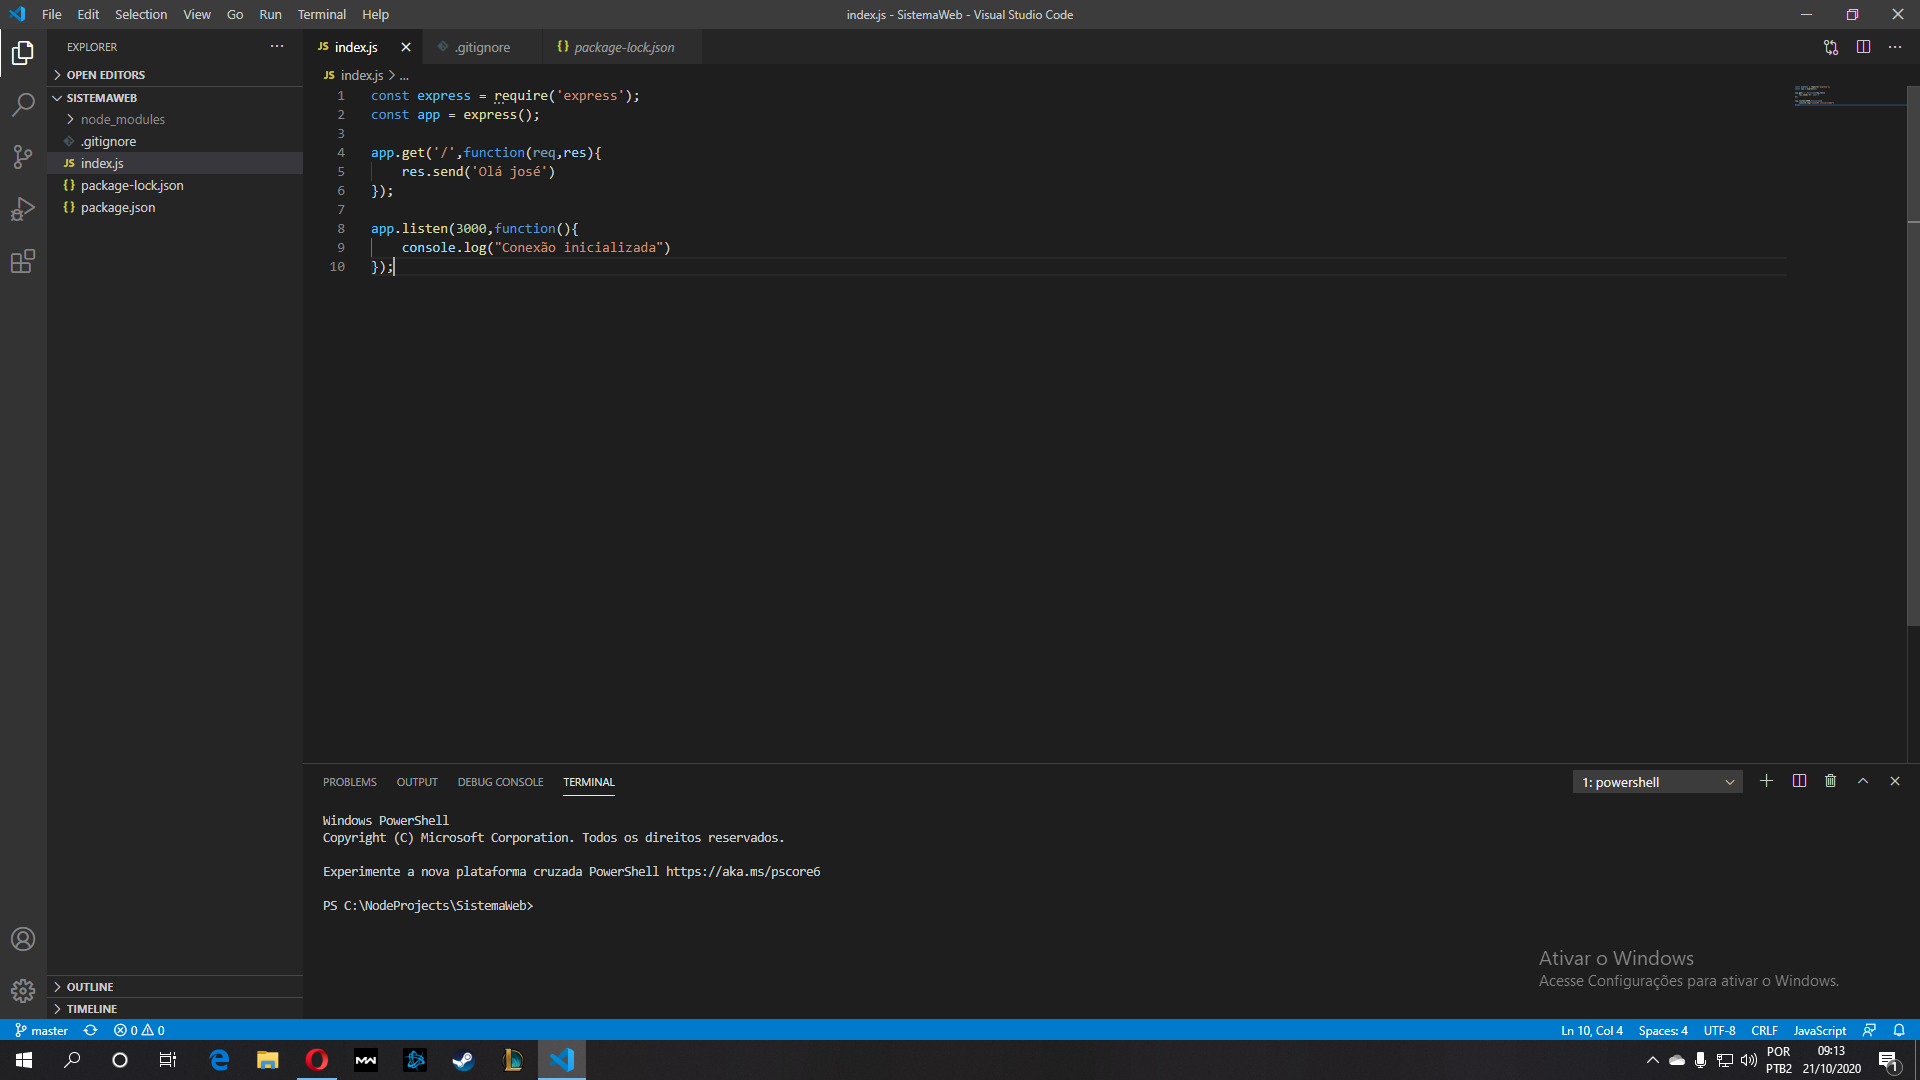 File Edit Selection View Go Run Terminal Help
index.js - SistemaWeb - Visual Studio Code
EXPLORER
OPEN EDITORS
SISTEMAWEB
node_modules
.gitignore
JS index.js
{} package-lock.json
{} package.json
OUTLINE
TIMELINE
JS index.js
.gitignore
{} package-lock.json
JS index.js > ...
1 const express = require('express');
2 const app = express();
3
4 app.get('/',function(req,res){
5 res.send('Olá josé')
6 });
7
8 app.listen(3000,function(){
9 console.log("Conexão inicializada")
10 });
PROBLEMS OUTPUT DEBUG CONSOLE TERMINAL
1: powershell
Windows PowerShell
Copyright (C) Microsoft Corporation. Todos os direitos reservados.
Experimente a nova plataforma cruzada PowerShell https://aka.ms/pscore6
PS C:\NodeProjects\SistemaWeb>
Ativar o Windows
Acesse Configurações para ativar o Windows.
master 0 0
Ln 10, Col 4 Spaces: 4 UTF-8 CRLF JavaScript
MW
POR
PTB2
09:13
21/10/2020
1